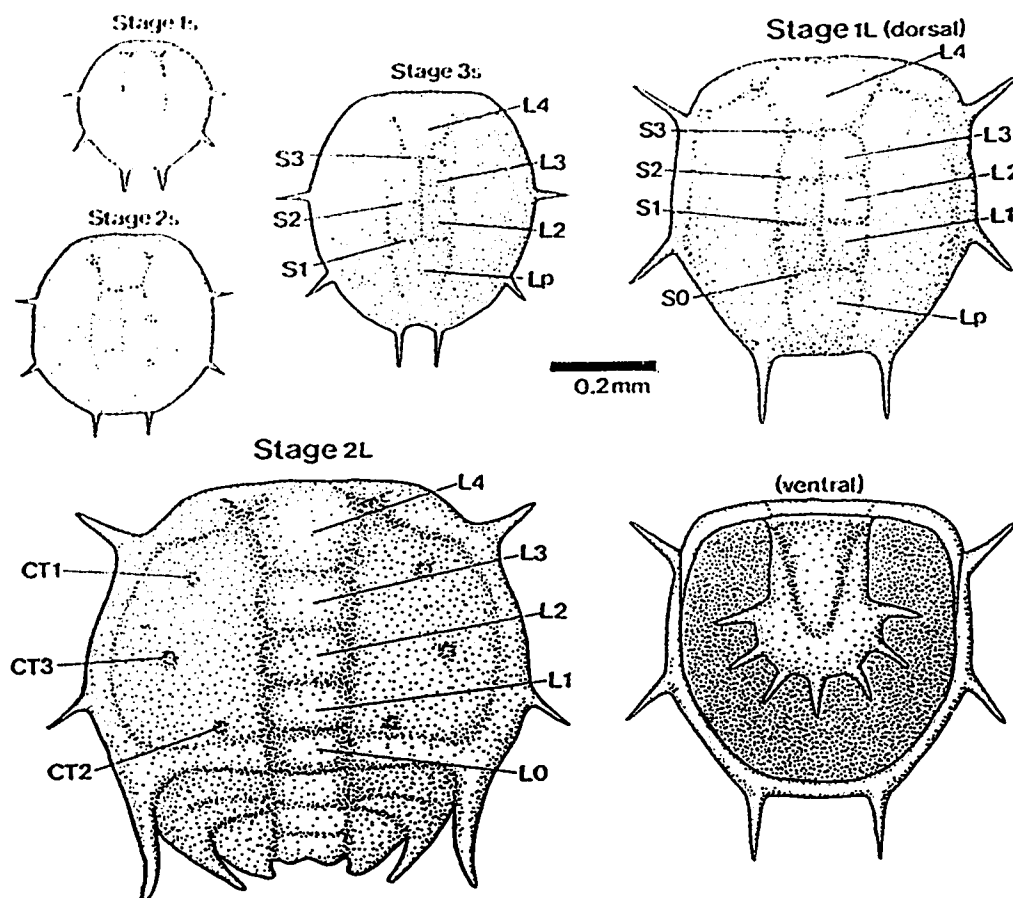 Stage 1s
Stage 3s
L4
S3
L3
S2
L2
S1
Lp
Stage 1L (dorsal)
L4
S3
L3
S2
L2
S1
L1
S0
Lp
Stage 2s
0.2mm
Stage 2L
L4
CT1
L3
L2
CT3
L1
CT2
L0
(ventral)